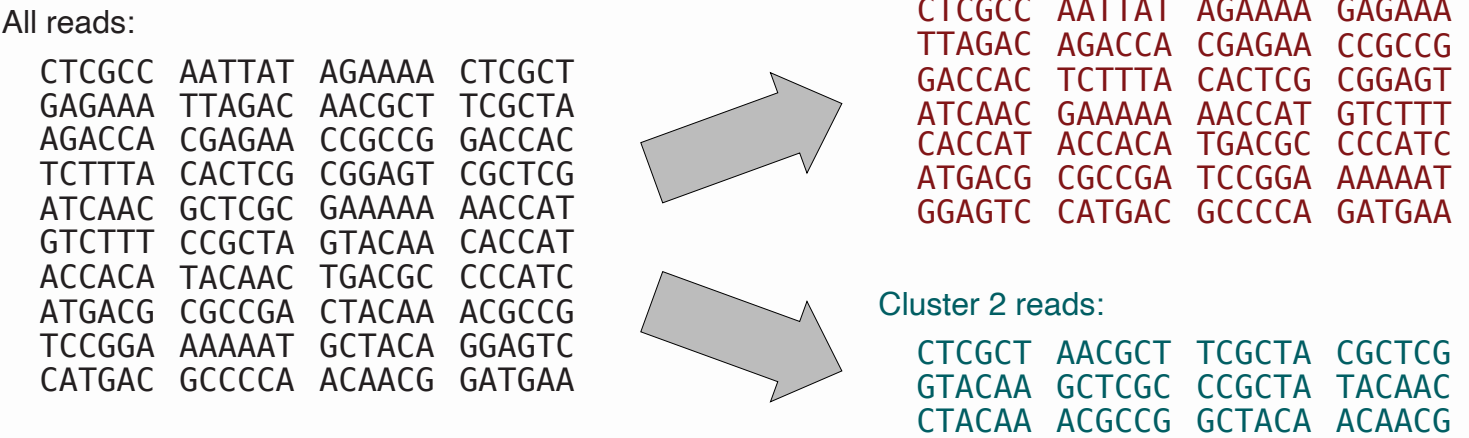 All reads:
CTCGCC AATTAT AGAAAA CTCGCT
GAGAAA TTAGAC AACGCT TCGCTA
AGACCA CGAGAA CCGCCG GACCAC
TCTTTA CACTCG CGGAGT CGCTCG
ATCAAC GCTCGC GAAAAA AACCAT
GTCTTT CCGCTA GTACAA CACCAT
ACCACA TACAAC TGACGC CCCATC
ATGACG CGCCGA CTACAA ACGCCG
TCCGGA AAAAAT GCTACA GGAGTC
CATGAC GCCCCA ACAACG GATGAA
CTCGCC AATTAT AGAAAA GAGAAA
TTAGAC AGACCA CGAGAA CCGCCG
GACCAC TCTTTA CACTCG CGGAGT
ATCAAC GAAAAA AACCAT GTCTTT
CACCAT ACCACA TGACGC CCCATC
ATGACG CGCCGA TCCGGA AAAAAT
GGAGTC CATGAC GCCCCA GATGAA
Cluster 2 reads:
CTCGCT AACGCT TCGCTA CGCTCG
GTACAA GCTCGC CCGCTA TACAAC
CTACAA ACGCCG GCTACA ACAACG